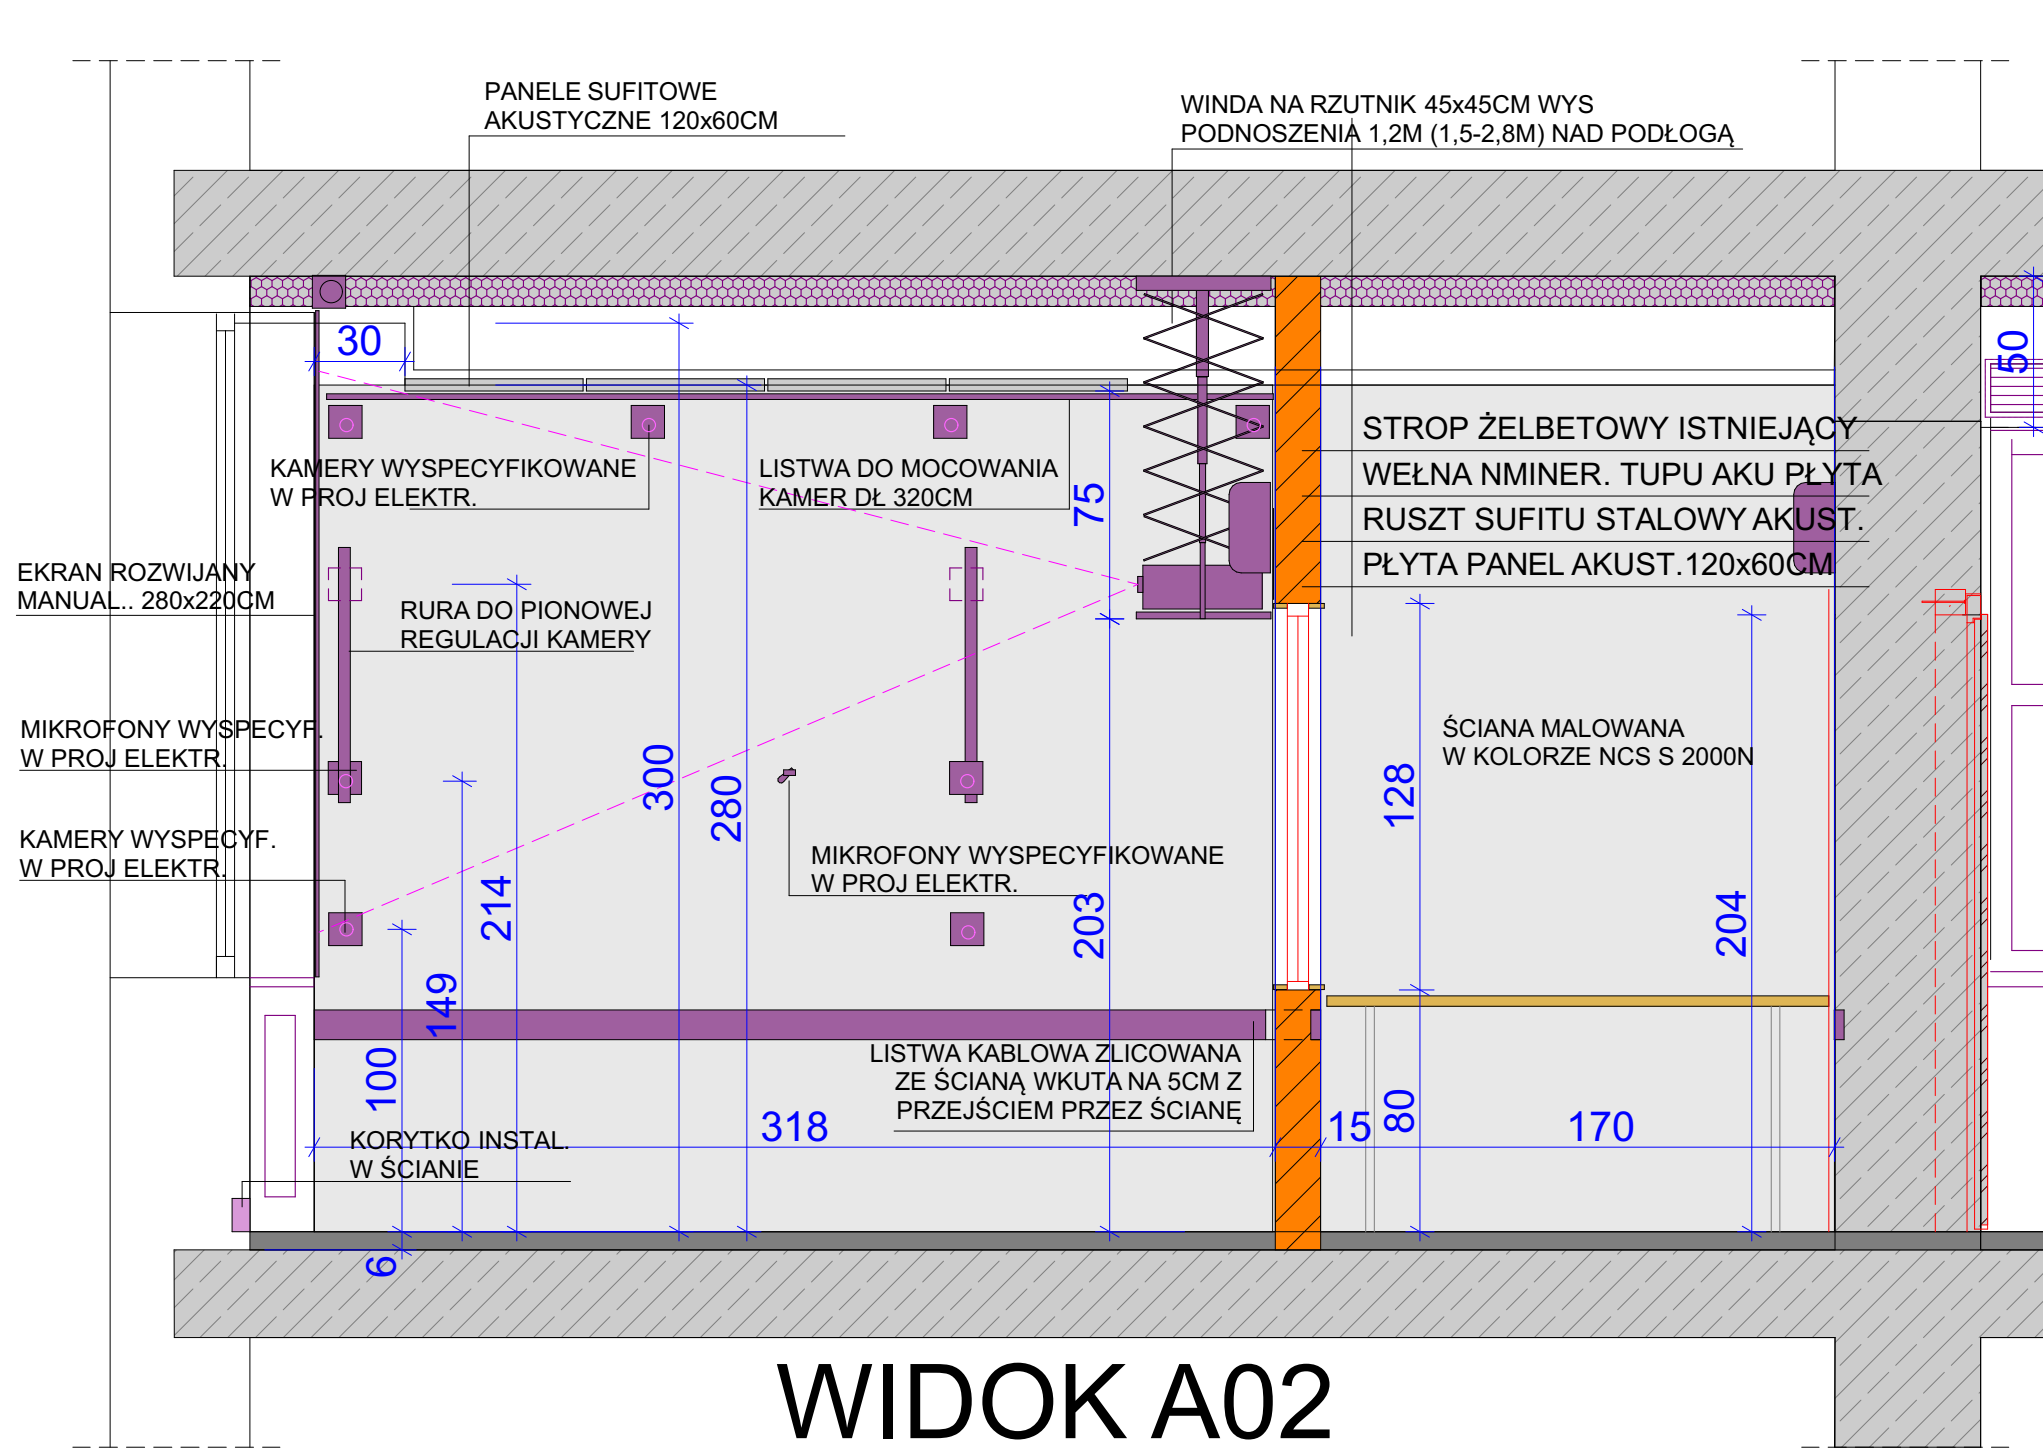 PANELE SUFITOWE
AKUSTYCZNE 120x60CM
WINDA NA RZUTNIK 45x45CM WYS
PODNOSZENIA 1,2M (1,5-2,8M) NAD PODŁOGĄ
30
50
STROP ŻELBETOWY ISTNIEJĄCY
WEŁNA NMINER. TUPU AKU PŁYTA
RUSZT SUFITU STALOWY AKUST.
PŁYTA PANEL AKUST.120x60CM
KAMERY WYSPECYFIKOWANE
W PROJ ELEKTR.
LISTWA DO MOCOWANIA
KAMER DŁ 320CM
75
EKRAN ROZWIJANY
MANUAL.. 280x220CM
RURA DO PIONOWEJ
REGULACJI KAMERY
MIKROFONY WYSPECYF.
W PROJ ELEKTR.
ŚCIANA MALOWANA
W KOLORZE NCS S 2000N
300
280
128
KAMERY WYSPECYF.
W PROJ ELEKTR.
MIKROFONY WYSPECYFIKOWANE
W PROJ ELEKTR.
214
203
204
149
100
LISTWA KABLOWA ZLICOWANA
ZE ŚCIANĄ WKUTA NA 5CM Z
PRZEJŚCIEM PRZEZ ŚCIANĘ
80
318
15
170
KORYTKO INSTAL.
W ŚCIANIE
6
WIDOK A02